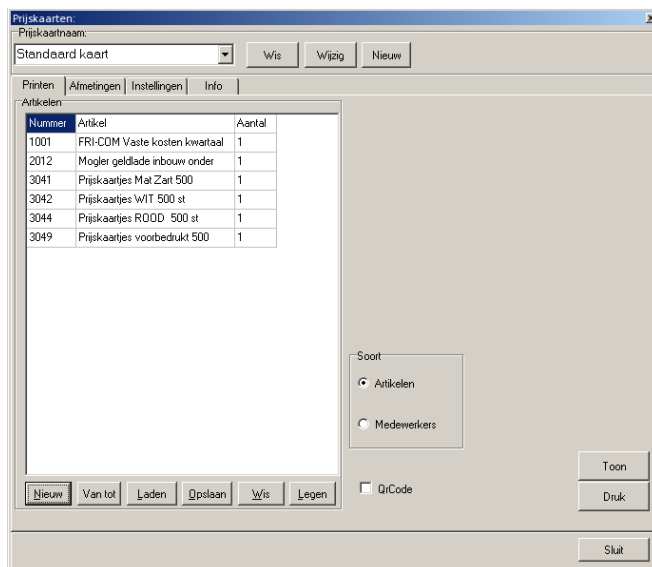 Prijskaarten:
Prijskaartnaam:
Standaard kaart
Wis Wijzig Nieuw
Printen Afmetingen Instellingen Info
Artikelen
Nummer Artikel Aantal
1001 FRI-COM Vaste kosten kwartaal 1
2012 Mogler geldlade inbouw onder 1
3041 Prijskaartjes Mat Zart 500 1
3042 Prijskaartjes WIT 500 st 1
3044 Prijskaartjes ROOD 500 st 1
3049 Prijskaartjes voorbedrukt 500 1
Soort
Artikelen
Medewerkers
QrCode
Nieuw Van tot Laden Opslaan Wis Legen
Toon
Druk
Sluit